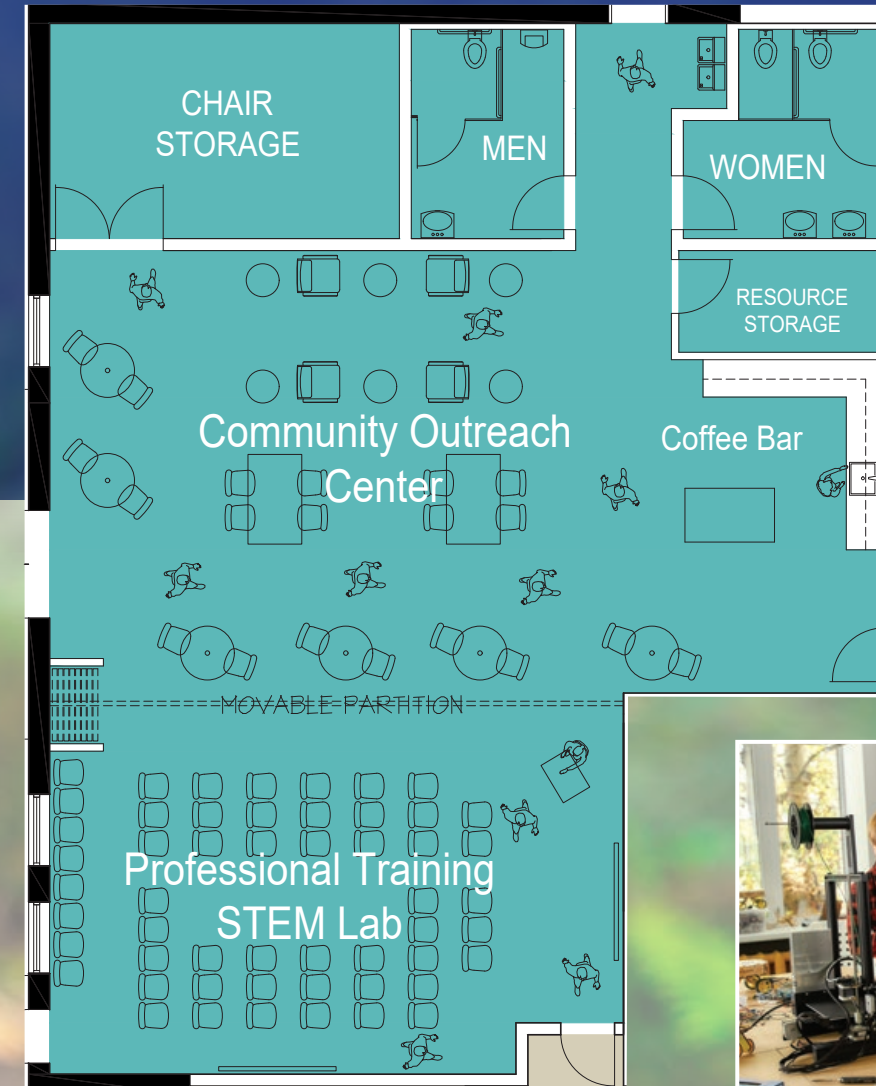 CHAIR
STORAGE
MEN
WOMEN
RESOURCE
STORAGE
Community Outreach
Center
Coffee Bar
MOVABLE PARTITION
Professional Training
STEM Lab